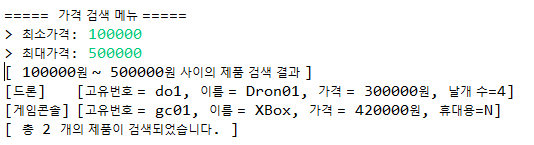 ===== 가격 검색 메뉴 =====
> 최소가격: 100000
> 최대가격: 500000
[ 100000원 ~ 500000원 사이의 제품 검색 결과 ]
[드론] [고유번호 = do1, 이름 = Dron01, 가격 = 300000원, 날개 수=4]
[게임콘솔] [고유번호 = gc01, 이름 = XBox, 가격 = 420000원, 휴대용=N]
[ 총 2 개의 제품이 검색되었습니다. ]